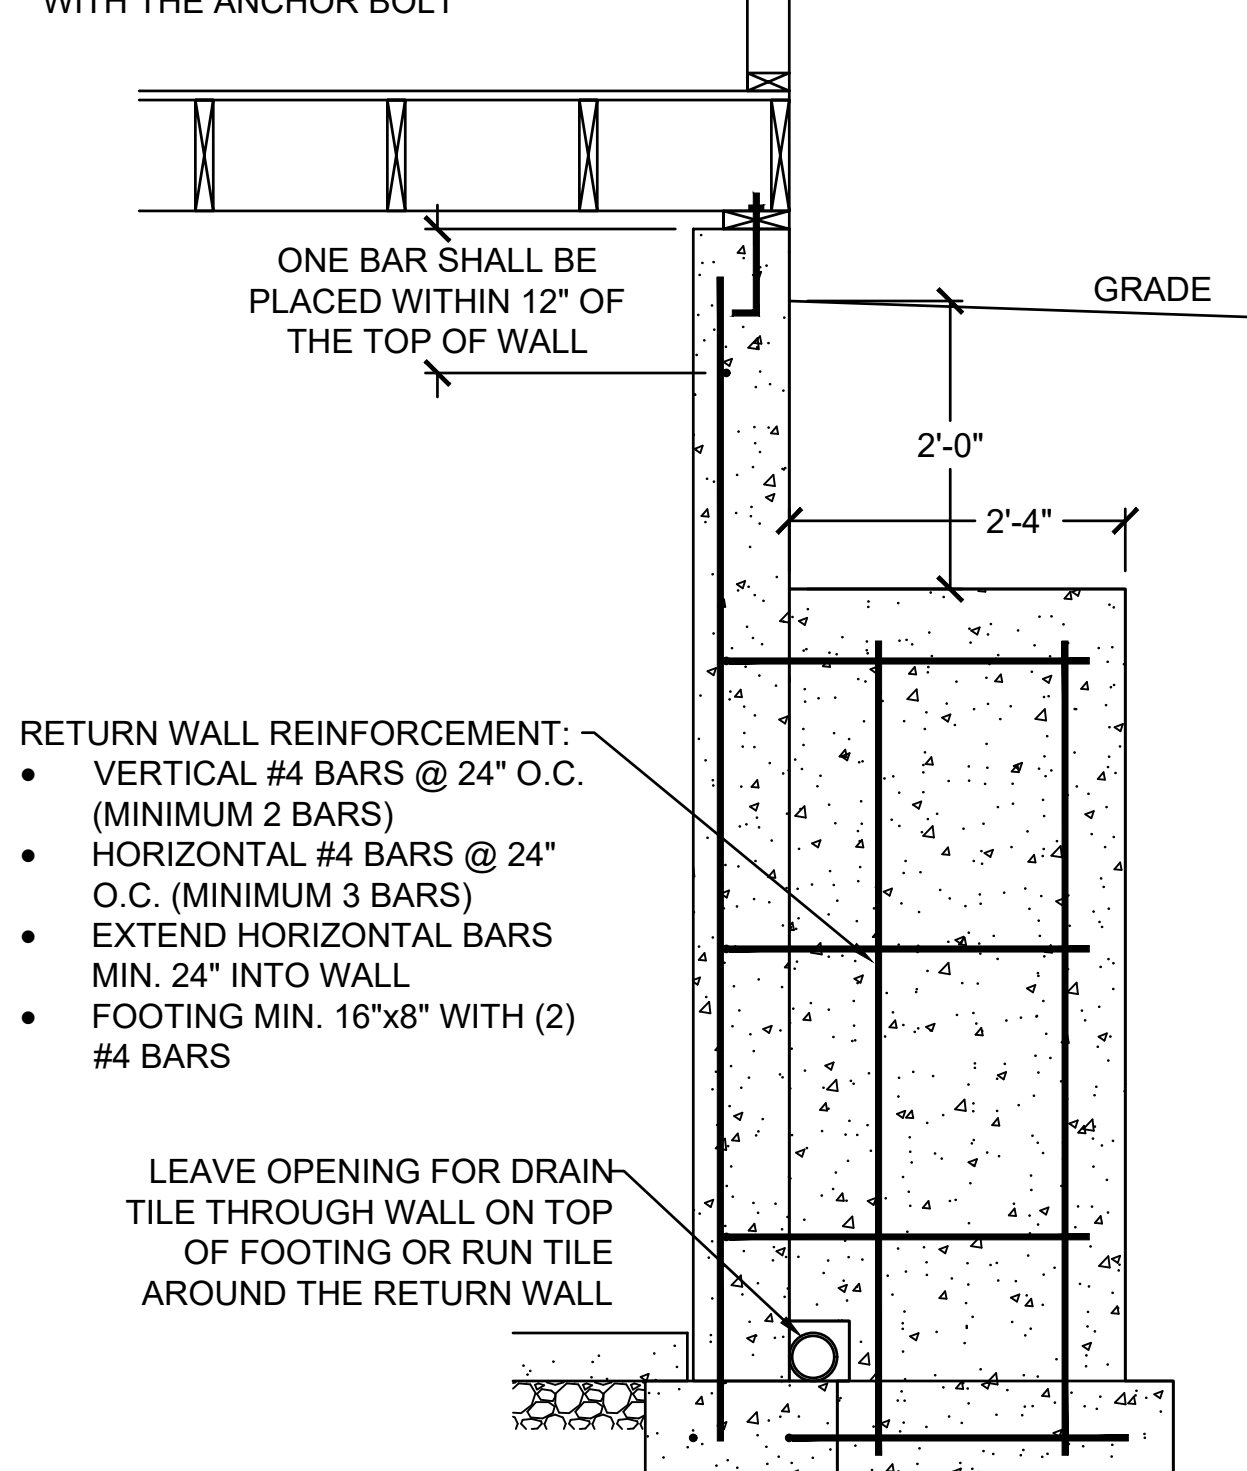 WITH THE ANCHOR BOLT
ONE BAR SHALL BE
PLACED WITHIN 12" OF
THE TOP OF WALL
GRADE
2'-0"
2'-4"
RETURN WALL REINFORCEMENT:
• VERTICAL #4 BARS @ 24" O.C.
(MINIMUM 2 BARS)
• HORIZONTAL #4 BARS @ 24"
O.C. (MINIMUM 3 BARS)
• EXTEND HORIZONTAL BARS
MIN. 24" INTO WALL
• FOOTING MIN. 16"x8" WITH (2)
#4 BARS
LEAVE OPENING FOR DRAIN
TILE THROUGH WALL ON TOP
OF FOOTING OR RUN TILE
AROUND THE RETURN WALL